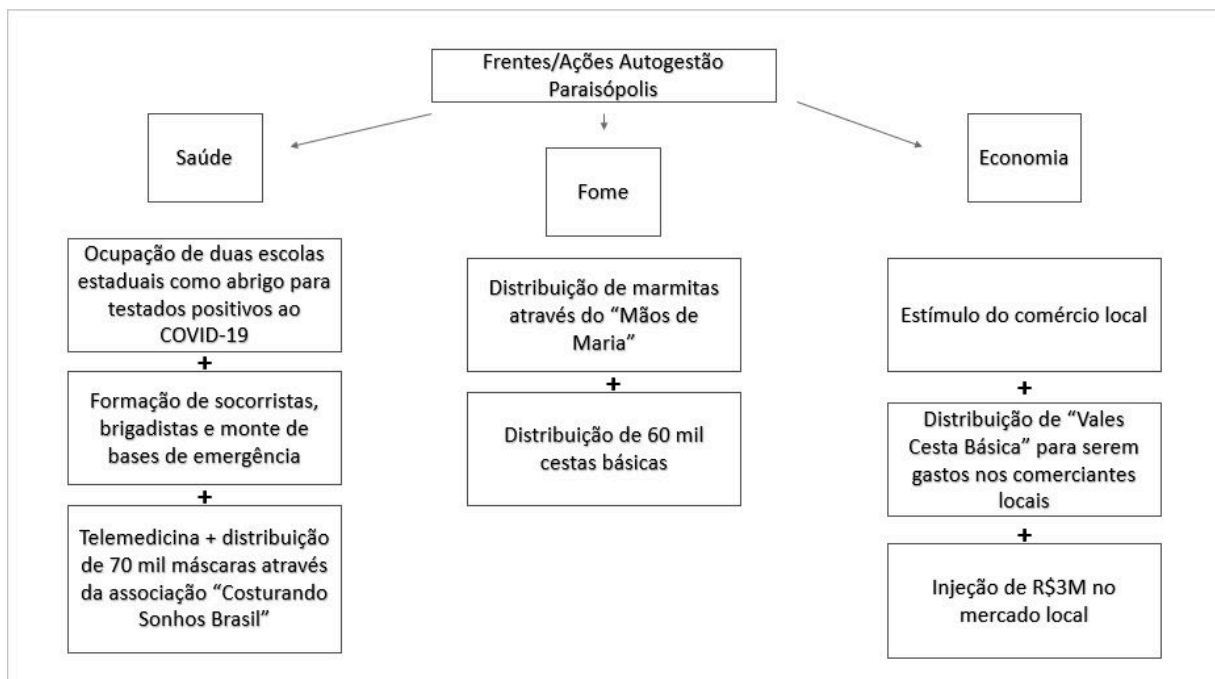 Frentes/Ações Autogestão
Paraisópolis
Saúde
Fome
Economia
Ocupação de duas escolas
estaduais como abrigo para
testados positivos ao
COVID-19
+
Formação de socorristas,
brigadistas e monte de
bases de emergência
+
Telemedicina + distribuição
de 70 mil máscaras através
da associação “Costurando
Sonhos Brasil”
Distribuição de marmitas
através do “Mãos de
Maria”
+
Distribuição de 60 mil
cestas básicas
Estímulo do comércio local
+
Distribuição de “Vales
Cesta Básica” para serem
gastos nos comerciantes
locais
+
Injeção de R$3M no
mercado local